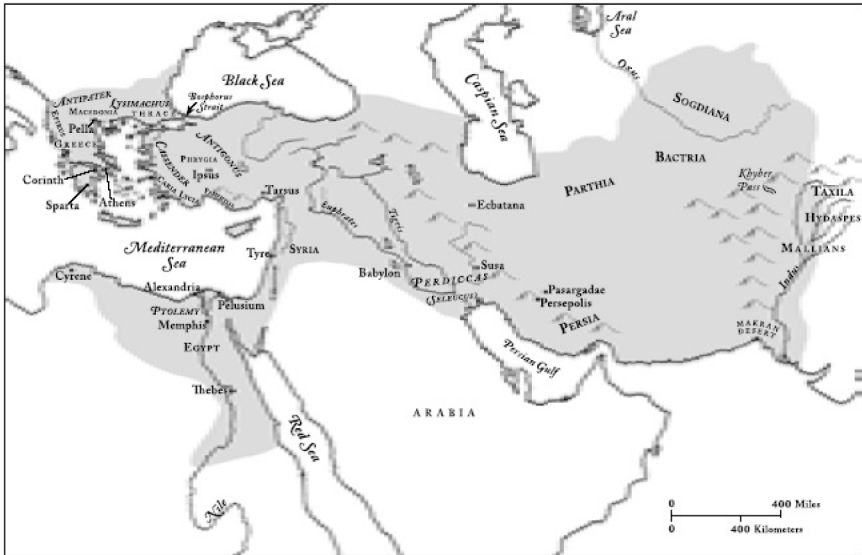 Aral
Sea
Oxus
Black Sea
Caspian Sea
SOGDIANA
ANTIPATER
LYSIMACHUS
Bosphorus
Strait
MACEDONIA
THRACE
EPIRUS
Pella
GREECE
CASSENDER
ANTIGONUS
PHRYGIA
Ipsus
BACTRIA
Khyber
Pass
PARTHIA
TAXILA
Corinth
Sparta
Athens
CARIA
LYCIA
Tarsus
Ecbatana
HYDASPES
Euphrates
Tigris
MALLIANS
Mediterranean
Sea
Tyre
SYRIA
Babylon
Susa
PERDICCAS
(SELEUCUS)
Indus
Cyrene
Alexandria
Pelusium
Pasargadae
Persepolis
PTOLEMY
Memphis
PERSIA
MAKRAN
DESERT
EGYPT
Persian Gulf
Thebes
ARABIA
Red Sea
Nile
0 400 Miles
0 400 Kilometers